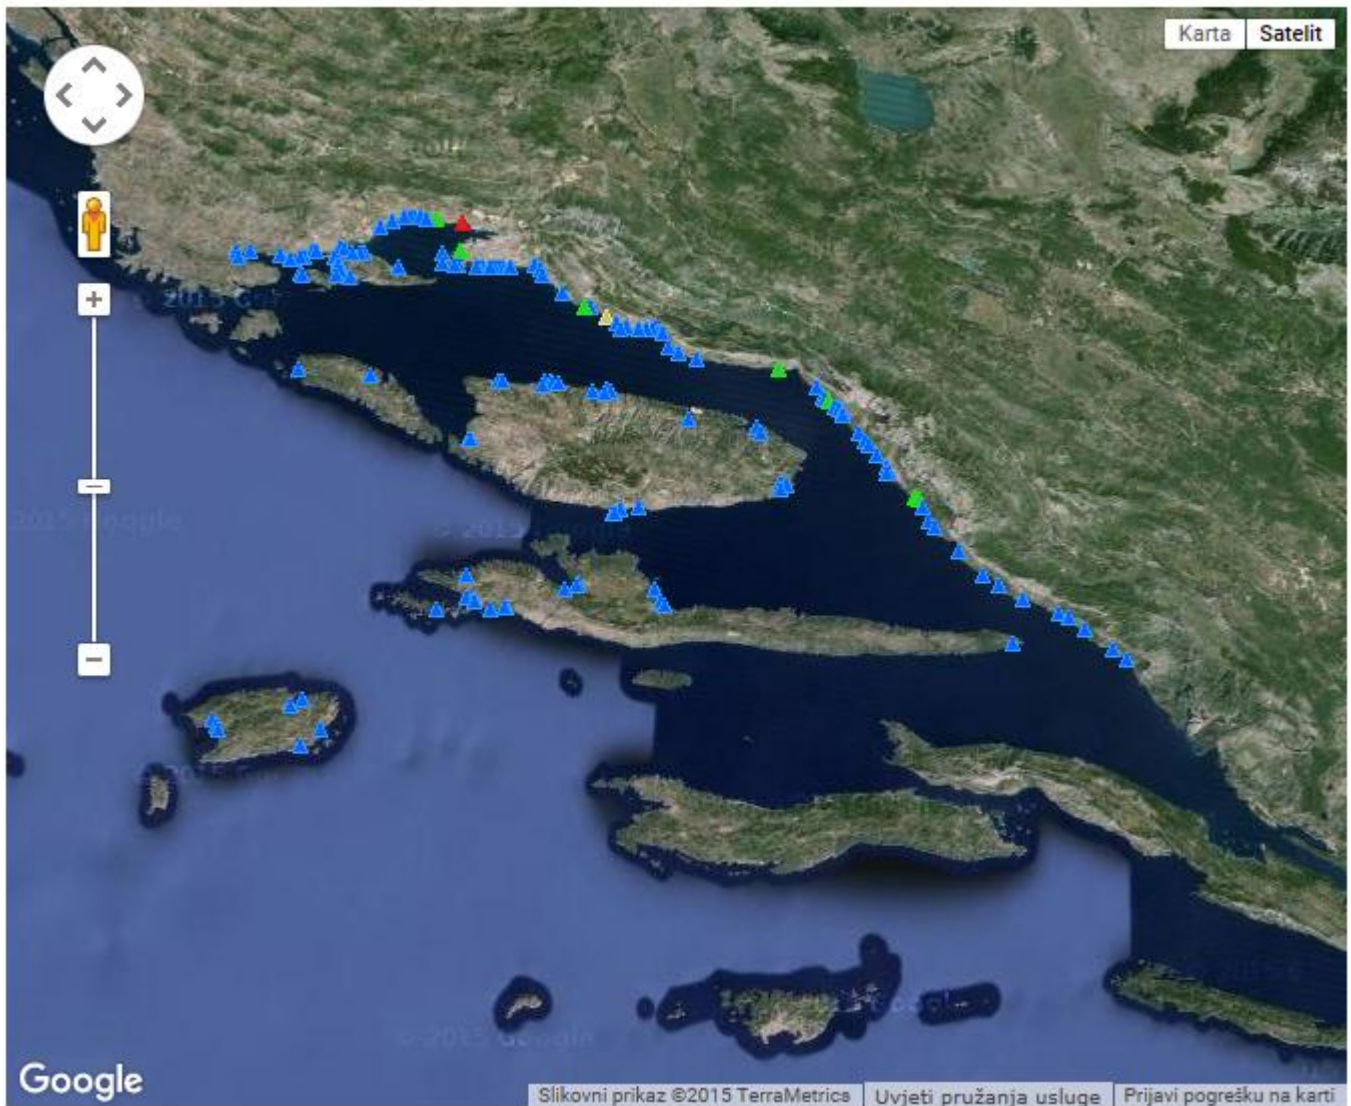 Karta Satelit
Google
Slikovni prikaz ©2015 TerraMetrics Uvjeti pružanja usluge Prijavi pogrešku na karti